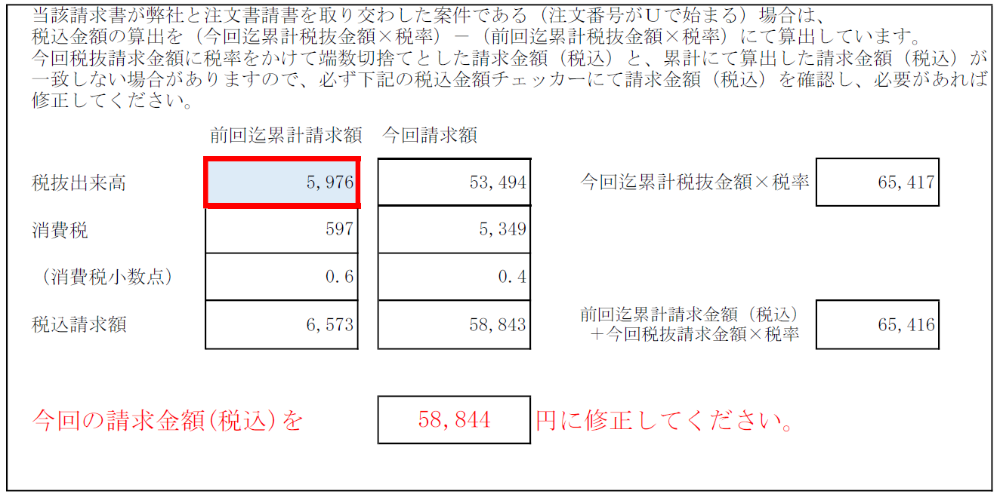 当該請求書が弊社と注文書請書を取り交わした案件である（注文番号がＵで始まる）場合は、
税込金額の算出を（今回迄累計税抜金額×税率）－（前回迄累計税抜金額×税率）にて算出しています。
今回税抜請求金額に税率をかけて端数切捨てとした請求金額（税込）と、累計にて算出した請求金額（税込）が
一致しない場合がありますので、必ず下記の税込金額チェッカーにて請求金額（税込）を確認し、必要があれば
修正してください。
前回迄累計請求額 今回請求額
税抜出来高 5,976 53,494 今回迄累計税抜金額×税率 65,417
消費税 597 5,349
（消費税小数点） 0.6 0.4
税込請求額 6,573 58,843 前回迄累計請求金額（税込） 65,416
＋今回税抜請求金額×税率
今回の請求金額(税込)を 58,844 円に修正してください。